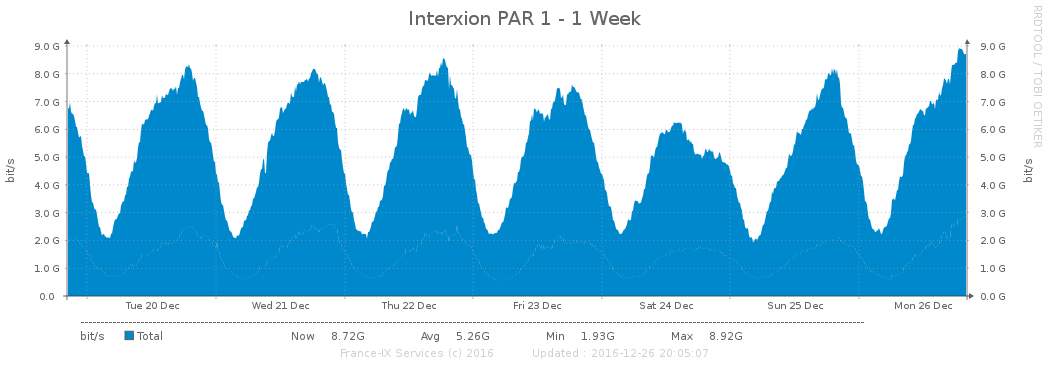 Interxion PAR 1 - 1 Week
RRDTOOL / TOBI OETIKER
bit/s
bit/s
9.0 G 9.0 G
8.0 G 8.0 G
7.0 G 7.0 G
6.0 G 6.0 G
5.0 G 5.0 G
4.0 G 4.0 G
3.0 G 3.0 G
2.0 G 2.0 G
1.0 G 1.0 G
0.0 0.0 G
Tue 20 Dec Wed 21 Dec Thu 22 Dec Fri 23 Dec Sat 24 Dec Sun 25 Dec Mon 26 Dec
bit/s Total Now 8.72G Avg 5.26G Min 1.93G Max 8.92G
France-IX Services (c) 2016 Updated : 2016-12-26 20:05:07